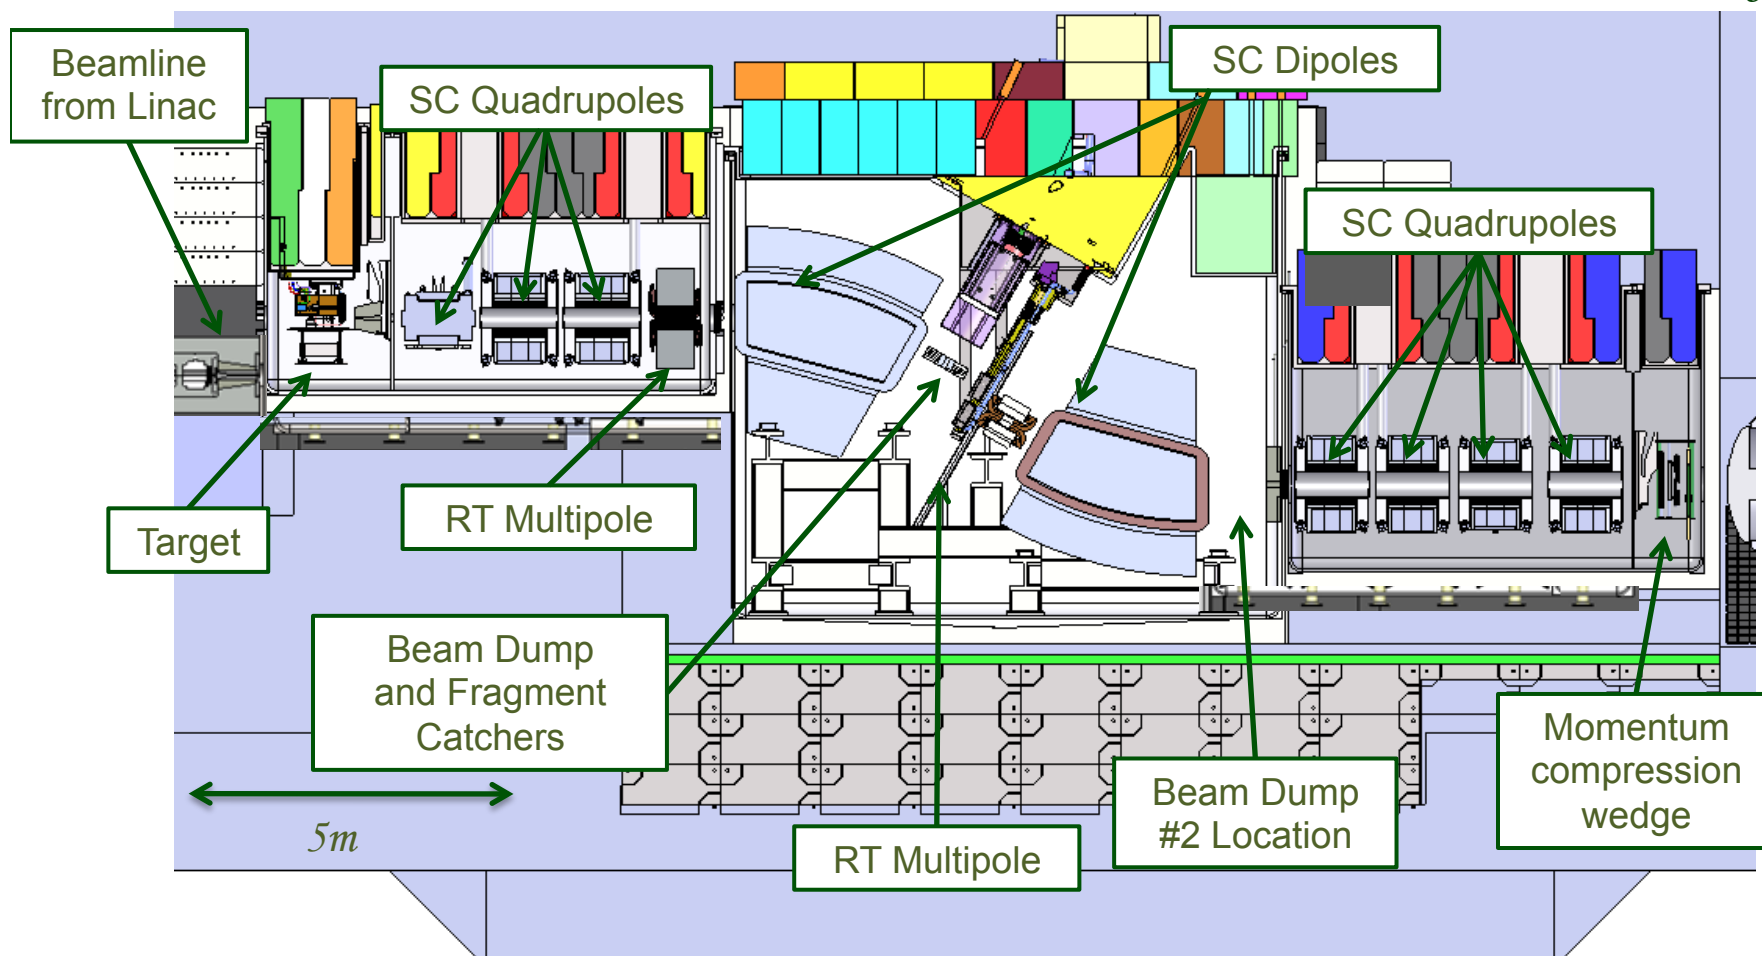 Beamline
from Linac
SC Quadrupoles
SC Dipoles
SC Quadrupoles
Target
RT Multipole
Beam Dump
and Fragment
Catchers
5m
RT Multipole
Beam Dump
#2 Location
Momentum
compression
wedge